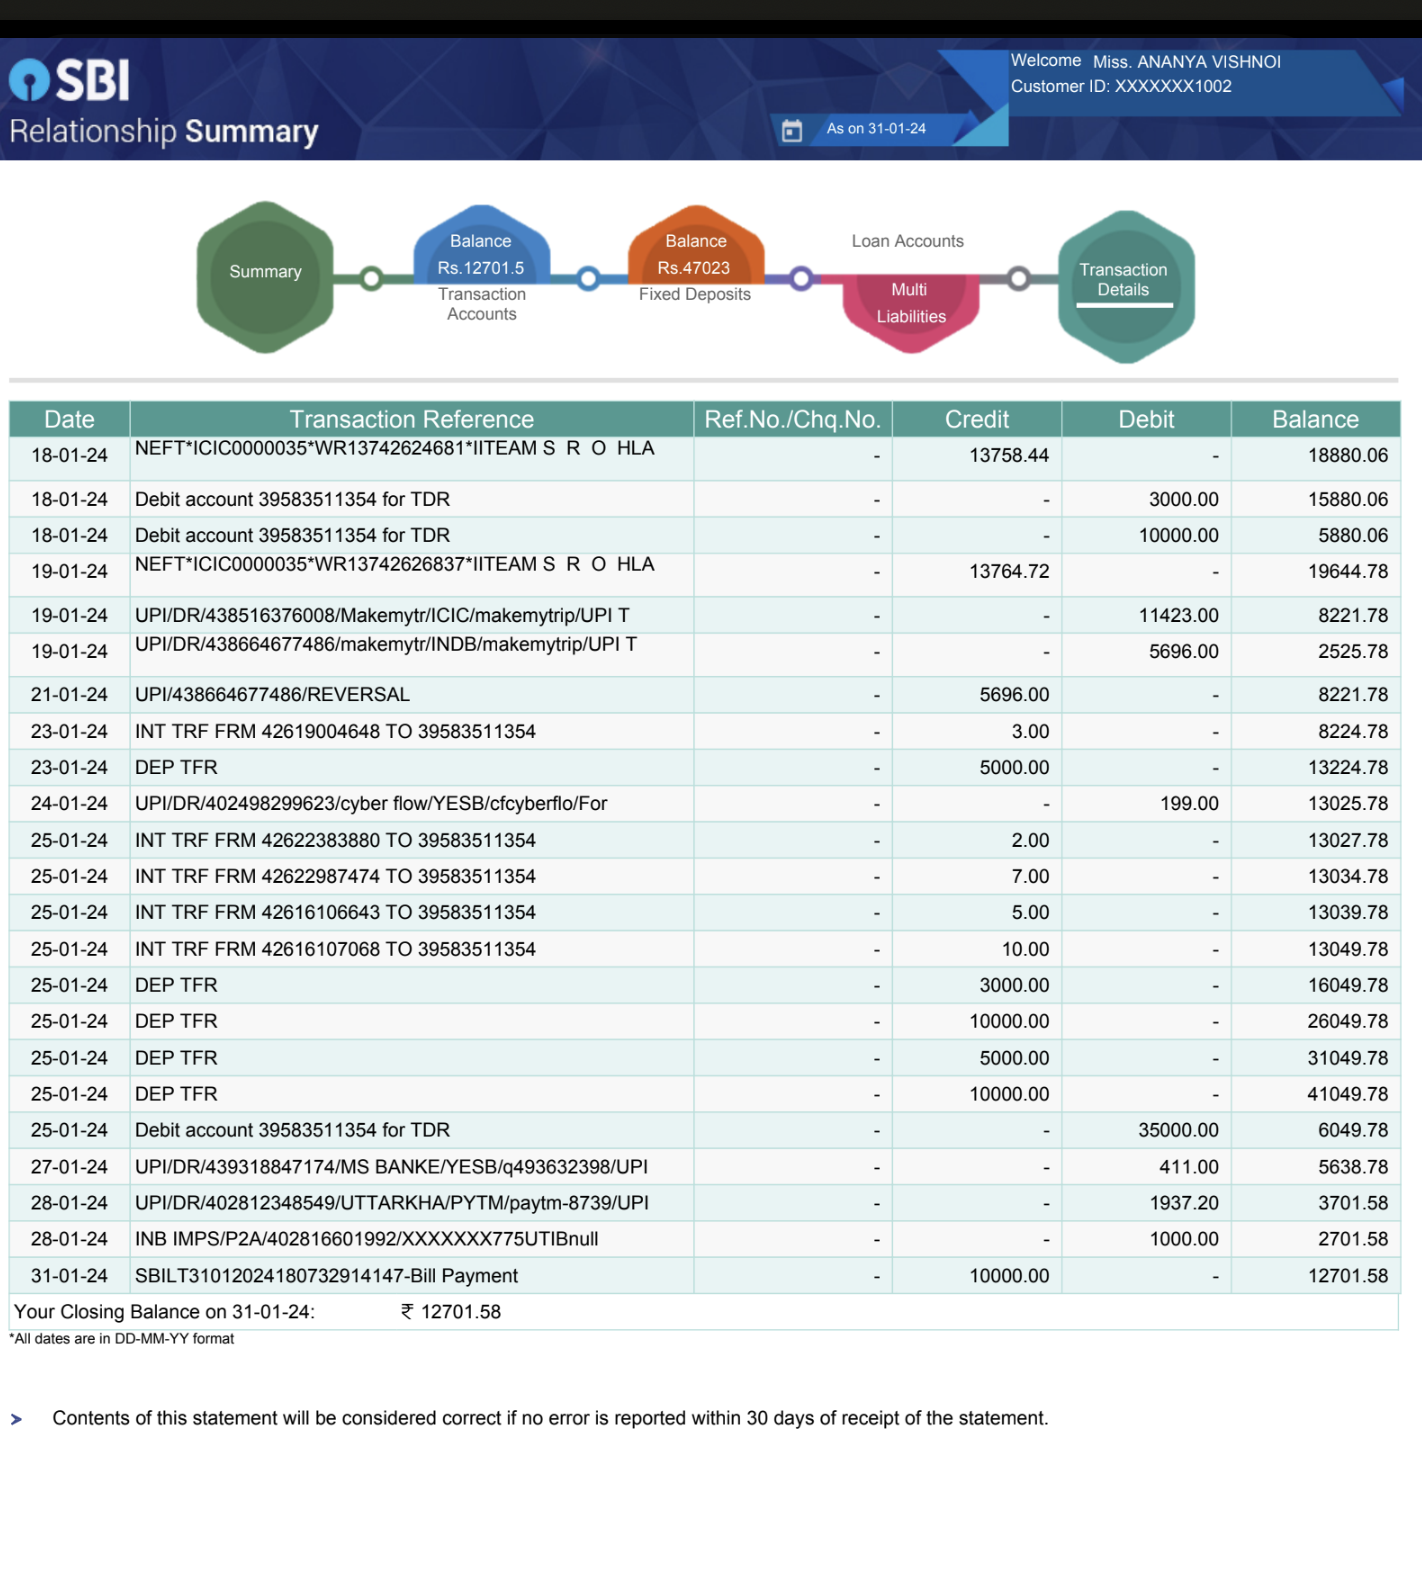 SBI
Relationship Summary
Welcome Miss. ANANYA VISHNOI
Customer ID: XXXXXXX1002
As on 31-01-24
Summary
Balance
Rs.12701.5
Transaction
Accounts
Balance
Rs.47023
Fixed Deposits
Loan Accounts
Multi
Liabilities
Transaction
Details
Date Transaction Reference Ref.No./Chq.No. Credit Debit Balance
18-01-24 NEFT*ICIC0000035*WR13742624681*IITEAM S R O HLA - 13758.44 - 18880.06
18-01-24 Debit account 39583511354 for TDR - - 3000.00 15880.06
18-01-24 Debit account 39583511354 for TDR - - 10000.00 5880.06
19-01-24 NEFT*ICIC0000035*WR13742626837*IITEAM S R O HLA - 13764.72 - 19644.78
19-01-24 UPI/DR/438516376008/Makemytr/ICIC/makemytrip/UPI T - - 11423.00 8221.78
19-01-24 UPI/DR/438664677486/makemytr/INDB/makemytrip/UPI T - - 5696.00 2525.78
21-01-24 UPI/438664677486/REVERSAL - 5696.00 - 8221.78
23-01-24 INT TRF FRM 42619004648 TO 39583511354 - 3.00 - 8224.78
23-01-24 DEP TFR - 5000.00 - 13224.78
24-01-24 UPI/DR/402498299623/cyber flow/YESB/cfcyberflo/For - - 199.00 13025.78
25-01-24 INT TRF FRM 42622383880 TO 39583511354 - 2.00 - 13027.78
25-01-24 INT TRF FRM 42622987474 TO 39583511354 - 7.00 - 13034.78
25-01-24 INT TRF FRM 42616106643 TO 39583511354 - 5.00 - 13039.78
25-01-24 INT TRF FRM 42616107068 TO 39583511354 - 10.00 - 13049.78
25-01-24 DEP TFR - 3000.00 - 16049.78
25-01-24 DEP TFR - 10000.00 - 26049.78
25-01-24 DEP TFR - 5000.00 - 31049.78
25-01-24 DEP TFR - 10000.00 - 41049.78
25-01-24 Debit account 39583511354 for TDR - - 35000.00 6049.78
27-01-24 UPI/DR/439318847174/MS BANKE/YESB/q493632398/UPI - - 411.00 5638.78
28-01-24 UPI/DR/402812348549/UTTARKHA/PYTM/paytm-8739/UPI - - 1937.20 3701.58
28-01-24 INB IMPS/P2A/402816601992/XXXXXXX775UTIBnull - - 1000.00 2701.58
31-01-24 SBILT31012024180732914147-Bill Payment - 10000.00 - 12701.58
Your Closing Balance on 31-01-24: ₹ 12701.58
*All dates are in DD-MM-YY format
➤ Contents of this statement will be considered correct if no error is reported within 30 days of receipt of the statement.